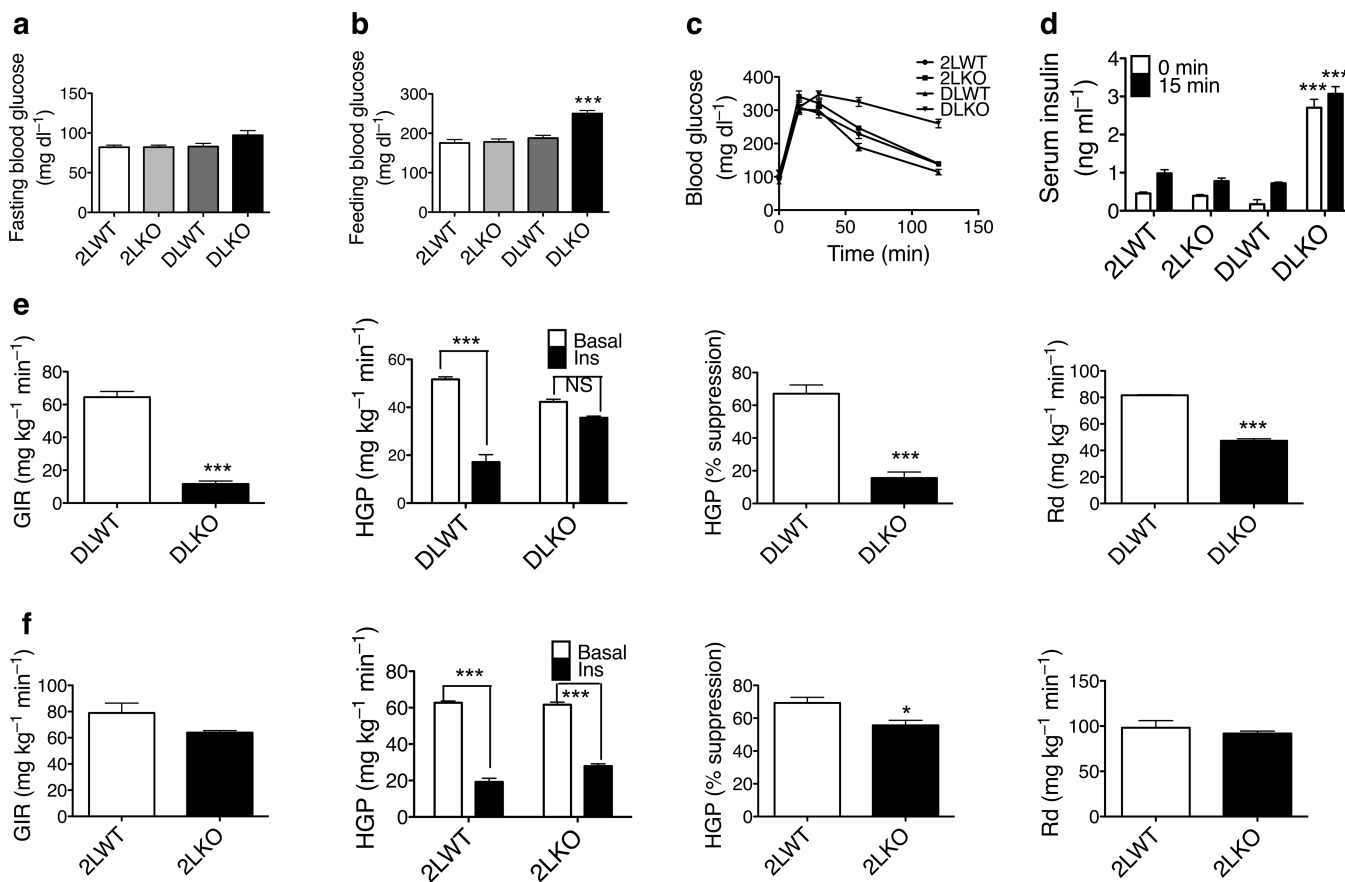 a
Fasting blood glucose
(mg dl⁻¹)
150
100
50
0
2LWT
2LKO
DLWT
DLKO
b
Feeding blood glucose
(mg dl⁻¹)
300
200
100
0
***
2LWT
2LKO
DLWT
DLKO
c
Blood glucose
(mg dl⁻¹)
400
300
200
100
0
0
50
100
150
Time (min)
2LWT
2LKO
DLWT
DLKO
d
Serum insulin
(ng ml⁻¹)
4
3
2
1
0
0 min
15 min
***
***
2LWT
2LKO
DLWT
DLKO
e
GIR (mg kg⁻¹ min⁻¹)
80
60
40
20
0
***
DLWT
DLKO
HGP (mg kg⁻¹ min⁻¹)
60
40
20
0
***
Basal
Ins
NS
DLWT
DLKO
HGP (% suppression)
80
60
40
20
0
***
DLWT
DLKO
Rd (mg kg⁻¹ min⁻¹)
100
80
60
40
20
0
***
DLWT
DLKO
f
GIR (mg kg⁻¹ min⁻¹)
100
80
60
40
20
0
2LWT
2LKO
HGP (mg kg⁻¹ min⁻¹)
80
60
40
20
0
***
Basal
Ins
***
2LWT
2LKO
HGP (% suppression)
80
60
40
20
0
*
2LWT
2LKO
Rd (mg kg⁻¹ min⁻¹)
150
100
50
0
2LWT
2LKO